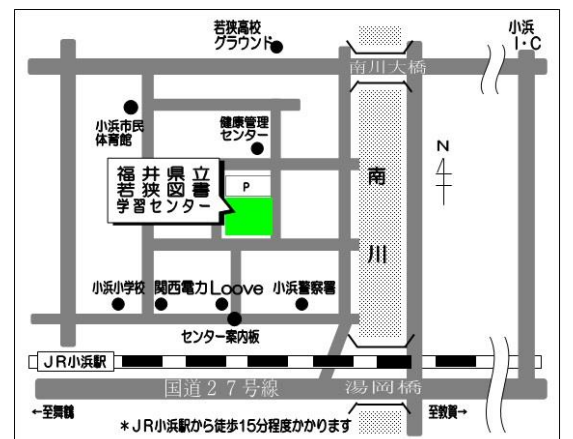 若狭高校
グラウンド
小浜
I・C
南川大橋
小浜市民
体育館
健康管理
センター
N
福井県立
若狭図書
学習センター
P
南
川
小浜小学校
関西電力
Loove
小浜警察署
センター案内板
JR小浜駅
国道27号線
湯岡橋
←至舞鶴
至敦賀→
*JR小浜駅から徒歩15分程度かかります